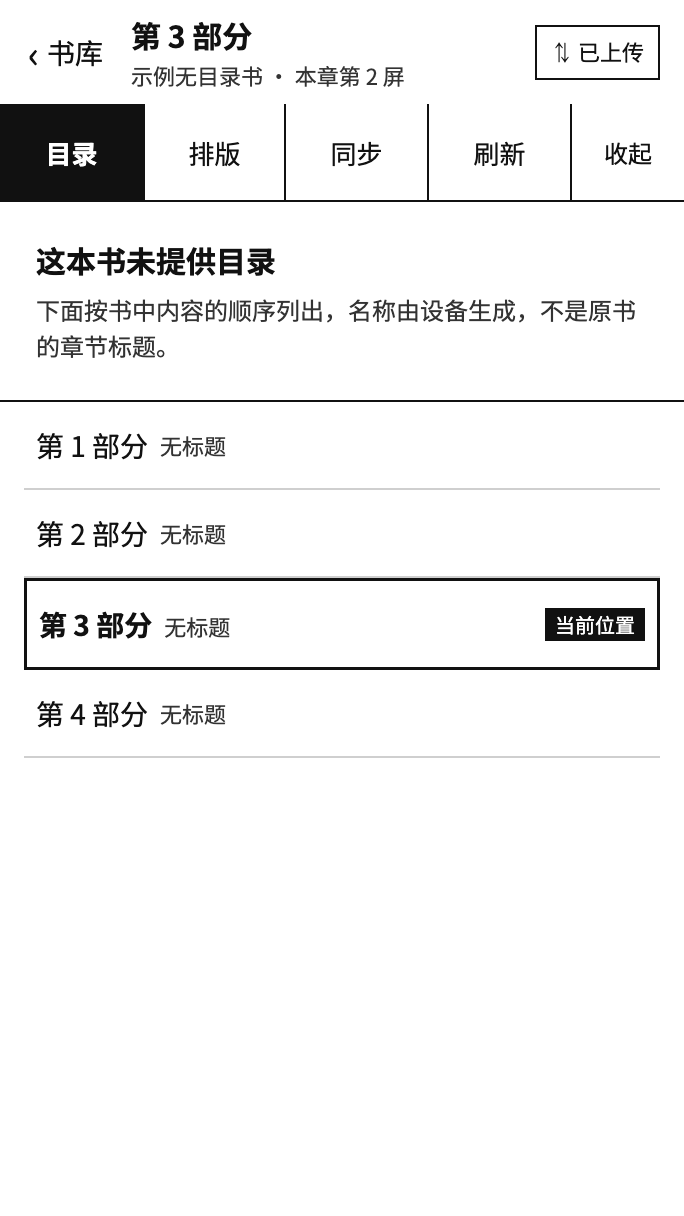 ‹ 书库
第 3 部分
示例无目录书 · 本章第 2 屏
⇅ 已上传
目录
排版
同步
刷新
收起
这本书未提供目录
下面按书中内容的顺序列出，名称由设备生成，不是原书
的章节标题。
第 1 部分 无标题
第 2 部分 无标题
第 3 部分 无标题
当前位置
第 4 部分 无标题